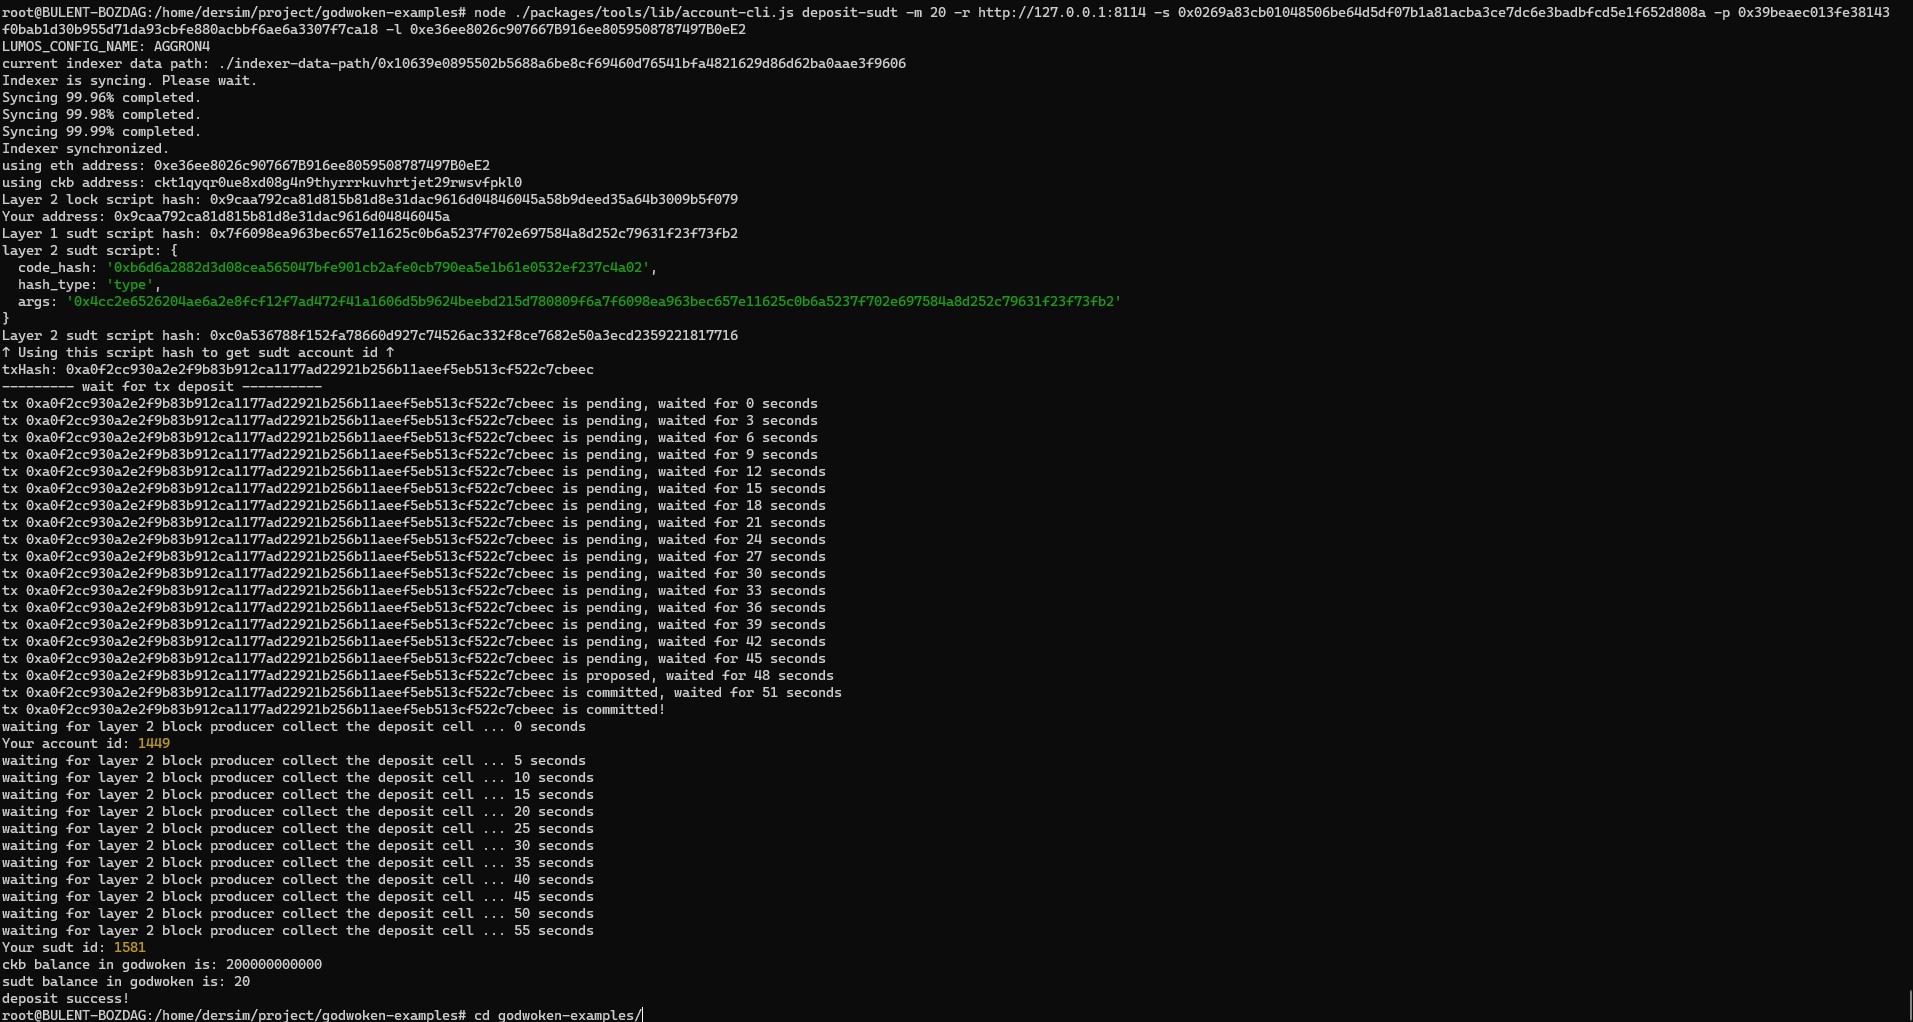 root@BULENT-BOZDAG:/home/dersim/project/godwoken-examples# node ./packages/tools/lib/account-cli.js deposit-sudt -m 20 -r http://127.0.0.1:8114 -s 0x0269a83cb01048506be64d5df07b1a81acba3ce7dc6e3badbfcd5e1f652d808a -p 0x39beaec013fe38143
f0bab1d30b955d71da93cbfe880acbbf6ae6a3307f7ca18 -l 0xe36ee8026c907667B916ee8059508787497B0eE2
LUMOS_CONFIG_NAME: AGGRON4
current indexer data path: ./indexer-data-path/0x10639e0895502b5688a6be8cf69460d76541bfa4821629d86d62ba0aae3f9606
Indexer is syncing. Please wait.
Syncing 99.96% completed.
Syncing 99.98% completed.
Syncing 99.99% completed.
Indexer synchronized.
using eth address: 0xe36ee8026c907667B916ee8059508787497B0eE2
using ckb address: ckt1qyqr0ue8xd08g4n9thyrrrkuvhrtjet29rwsvfpkl0
Layer 2 lock script hash: 0x9caa792ca81d815b81d8e31dac9616d04846045a58b9deed35a64b3009b5f079
Your address: 0x9caa792ca81d815b81d8e31dac9616d04846045a
Layer 1 sudt script hash: 0x7f6098ea963bec657e11625c0b6a5237f702e697584a8d252c79631f23f73fb2
layer 2 sudt script: {
  code_hash: '0xb6d6a2882d3d08cea565047bfe901cb2afe0cb790ea5e1b61e0532ef237c4a02',
  hash_type: 'type',
  args: '0x4cc2e6526204ae6a2e8fcf12f7ad472f41a1606d5b9624beebd215d780809f6a7f6098ea963bec657e11625c0b6a5237f702e697584a8d252c79631f23f73fb2'
}
Layer 2 sudt script hash: 0xc0a536788f152fa78660d927c74526ac332f8ce7682e50a3ecd2359221817716
↑ Using this script hash to get sudt account id ↑
txHash: 0xa0f2cc930a2e2f9b83b912ca1177ad22921b256b11aeef5eb513cf522c7cbeec
--------- wait for tx deposit ----------
tx 0xa0f2cc930a2e2f9b83b912ca1177ad22921b256b11aeef5eb513cf522c7cbeec is pending, waited for 0 seconds
tx 0xa0f2cc930a2e2f9b83b912ca1177ad22921b256b11aeef5eb513cf522c7cbeec is pending, waited for 3 seconds
tx 0xa0f2cc930a2e2f9b83b912ca1177ad22921b256b11aeef5eb513cf522c7cbeec is pending, waited for 6 seconds
tx 0xa0f2cc930a2e2f9b83b912ca1177ad22921b256b11aeef5eb513cf522c7cbeec is pending, waited for 9 seconds
tx 0xa0f2cc930a2e2f9b83b912ca1177ad22921b256b11aeef5eb513cf522c7cbeec is pending, waited for 12 seconds
tx 0xa0f2cc930a2e2f9b83b912ca1177ad22921b256b11aeef5eb513cf522c7cbeec is pending, waited for 15 seconds
tx 0xa0f2cc930a2e2f9b83b912ca1177ad22921b256b11aeef5eb513cf522c7cbeec is pending, waited for 18 seconds
tx 0xa0f2cc930a2e2f9b83b912ca1177ad22921b256b11aeef5eb513cf522c7cbeec is pending, waited for 21 seconds
tx 0xa0f2cc930a2e2f9b83b912ca1177ad22921b256b11aeef5eb513cf522c7cbeec is pending, waited for 24 seconds
tx 0xa0f2cc930a2e2f9b83b912ca1177ad22921b256b11aeef5eb513cf522c7cbeec is pending, waited for 27 seconds
tx 0xa0f2cc930a2e2f9b83b912ca1177ad22921b256b11aeef5eb513cf522c7cbeec is pending, waited for 30 seconds
tx 0xa0f2cc930a2e2f9b83b912ca1177ad22921b256b11aeef5eb513cf522c7cbeec is pending, waited for 33 seconds
tx 0xa0f2cc930a2e2f9b83b912ca1177ad22921b256b11aeef5eb513cf522c7cbeec is pending, waited for 36 seconds
tx 0xa0f2cc930a2e2f9b83b912ca1177ad22921b256b11aeef5eb513cf522c7cbeec is pending, waited for 39 seconds
tx 0xa0f2cc930a2e2f9b83b912ca1177ad22921b256b11aeef5eb513cf522c7cbeec is pending, waited for 42 seconds
tx 0xa0f2cc930a2e2f9b83b912ca1177ad22921b256b11aeef5eb513cf522c7cbeec is pending, waited for 45 seconds
tx 0xa0f2cc930a2e2f9b83b912ca1177ad22921b256b11aeef5eb513cf522c7cbeec is proposed, waited for 48 seconds
tx 0xa0f2cc930a2e2f9b83b912ca1177ad22921b256b11aeef5eb513cf522c7cbeec is committed, waited for 51 seconds
tx 0xa0f2cc930a2e2f9b83b912ca1177ad22921b256b11aeef5eb513cf522c7cbeec is committed!
waiting for layer 2 block producer collect the deposit cell ... 0 seconds
Your account id: 1449
waiting for layer 2 block producer collect the deposit cell ... 5 seconds
waiting for layer 2 block producer collect the deposit cell ... 10 seconds
waiting for layer 2 block producer collect the deposit cell ... 15 seconds
waiting for layer 2 block producer collect the deposit cell ... 20 seconds
waiting for layer 2 block producer collect the deposit cell ... 25 seconds
waiting for layer 2 block producer collect the deposit cell ... 30 seconds
waiting for layer 2 block producer collect the deposit cell ... 35 seconds
waiting for layer 2 block producer collect the deposit cell ... 40 seconds
waiting for layer 2 block producer collect the deposit cell ... 45 seconds
waiting for layer 2 block producer collect the deposit cell ... 50 seconds
waiting for layer 2 block producer collect the deposit cell ... 55 seconds
Your sudt id: 1581
ckb balance in godwoken is: 200000000000
sudt balance in godwoken is: 20
deposit success!
root@BULENT-BOZDAG:/home/dersim/project/godwoken-examples# cd godwoken-examples/